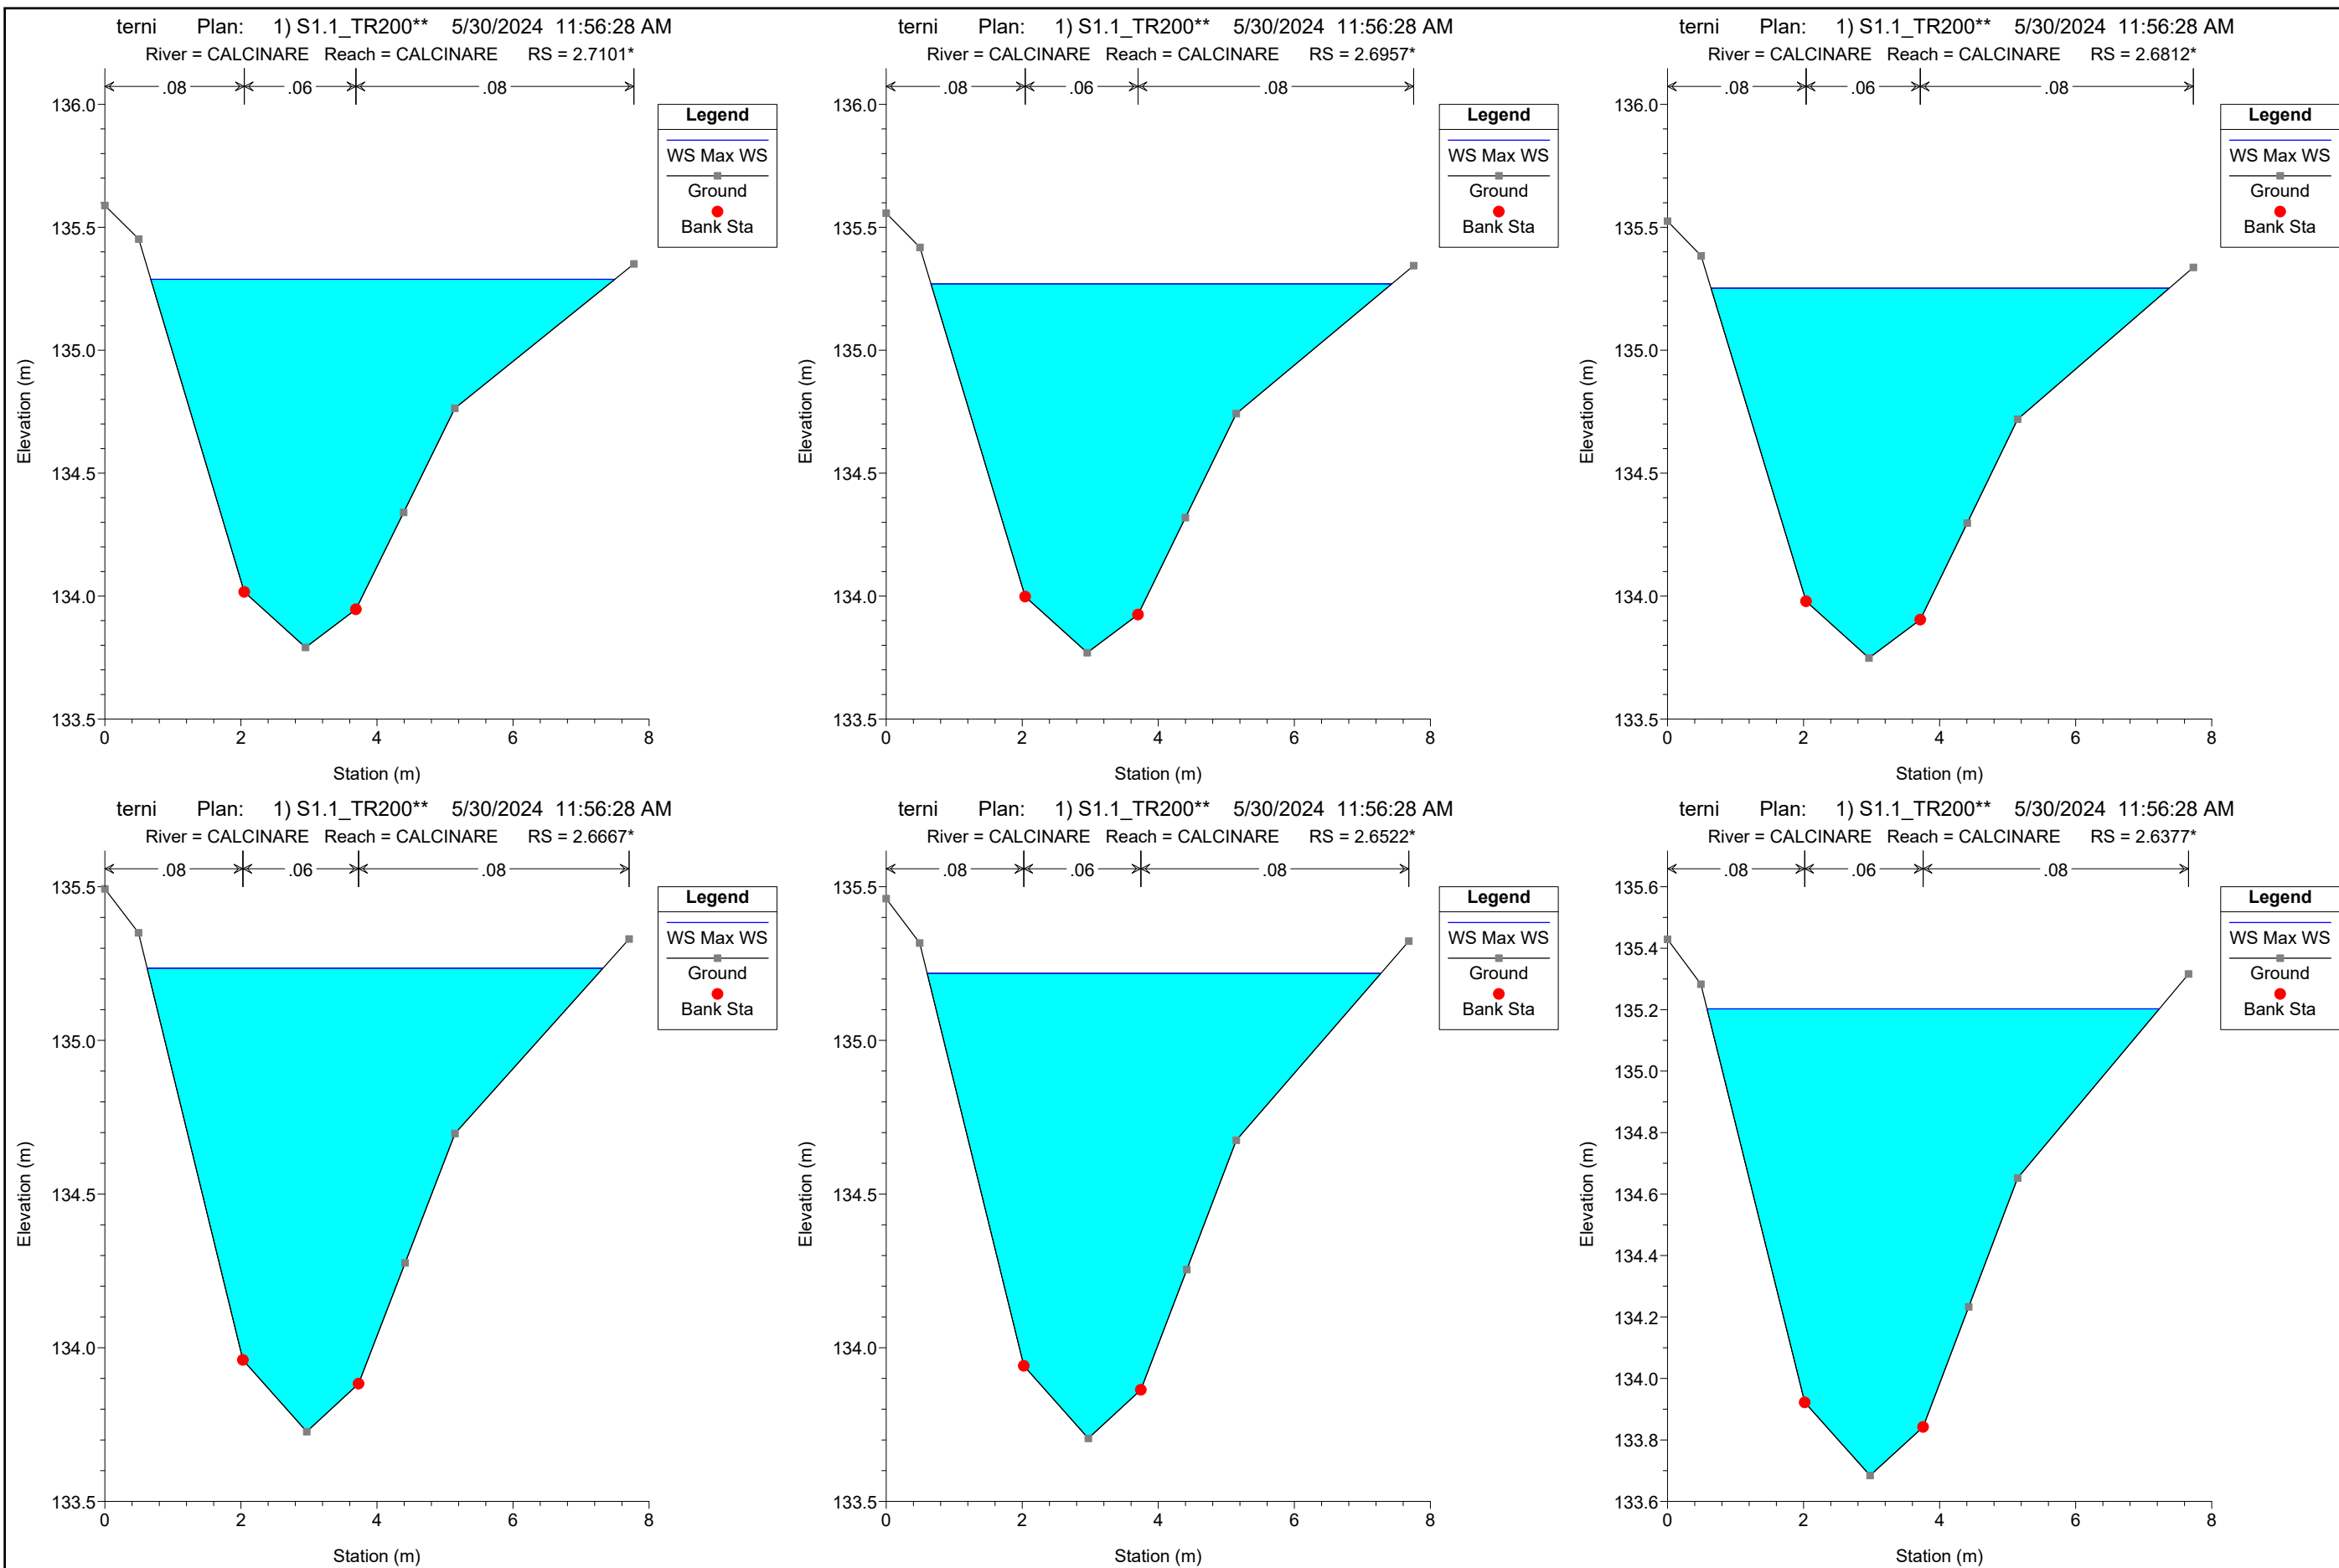 terni Plan: 1) S1.1_TR200** 5/30/2024 11:56:28 AM
River = CALCINARE Reach = CALCINARE RS = 2.7101*
.08 .06 .08
136.0
135.5
135.0
134.5
134.0
133.5
Elevation (m)
0 2 4 6 8
Station (m)
Legend
WS Max WS
Ground
Bank Sta
terni Plan: 1) S1.1_TR200** 5/30/2024 11:56:28 AM
River = CALCINARE Reach = CALCINARE RS = 2.6957*
.08 .06 .08
136.0
135.5
135.0
134.5
134.0
133.5
Elevation (m)
0 2 4 6 8
Station (m)
Legend
WS Max WS
Ground
Bank Sta
terni Plan: 1) S1.1_TR200** 5/30/2024 11:56:28 AM
River = CALCINARE Reach = CALCINARE RS = 2.6812*
.08 .06 .08
136.0
135.5
135.0
134.5
134.0
133.5
Elevation (m)
0 2 4 6 8
Station (m)
Legend
WS Max WS
Ground
Bank Sta
terni Plan: 1) S1.1_TR200** 5/30/2024 11:56:28 AM
River = CALCINARE Reach = CALCINARE RS = 2.6667*
.08 .06 .08
135.5
135.0
134.5
134.0
133.5
Elevation (m)
0 2 4 6 8
Station (m)
Legend
WS Max WS
Ground
Bank Sta
terni Plan: 1) S1.1_TR200** 5/30/2024 11:56:28 AM
River = CALCINARE Reach = CALCINARE RS = 2.6522*
.08 .06 .08
135.5
135.0
134.5
134.0
133.5
Elevation (m)
0 2 4 6 8
Station (m)
Legend
WS Max WS
Ground
Bank Sta
terni Plan: 1) S1.1_TR200** 5/30/2024 11:56:28 AM
River = CALCINARE Reach = CALCINARE RS = 2.6377*
.08 .06 .08
135.6
135.4
135.2
135.0
134.8
134.6
134.4
134.2
134.0
133.8
133.6
Elevation (m)
0 2 4 6 8
Station (m)
Legend
WS Max WS
Ground
Bank Sta